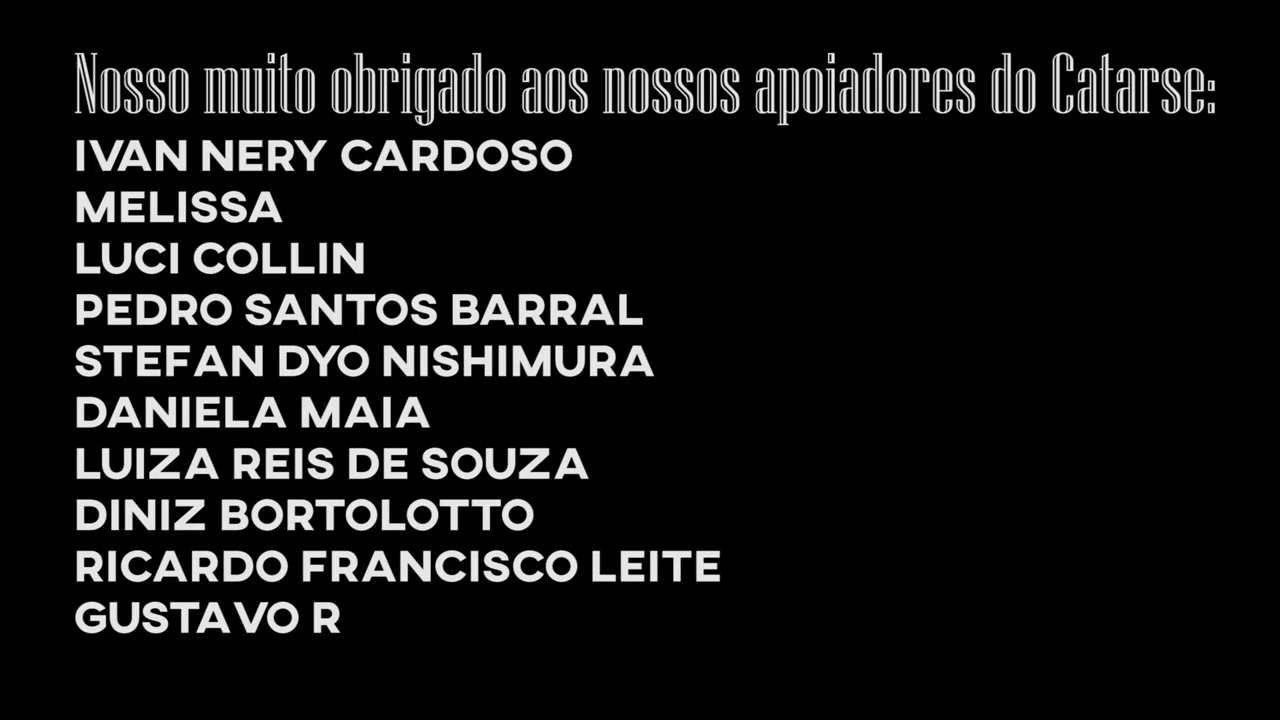 Nosso muito obrigado aos nossos apoiadores do Catarse:
IVAN NERY CARDOSO
MELISSA
LUCI COLLIN
PEDRO SANTOS BARRAL
STEFAN DYO NISHIMURA
DANIELA MAIA
LUIZA REIS DE SOUZA
DINIZ BORTOLOTTO
RICARDO FRANCISCO LEITE
GUSTAVO R